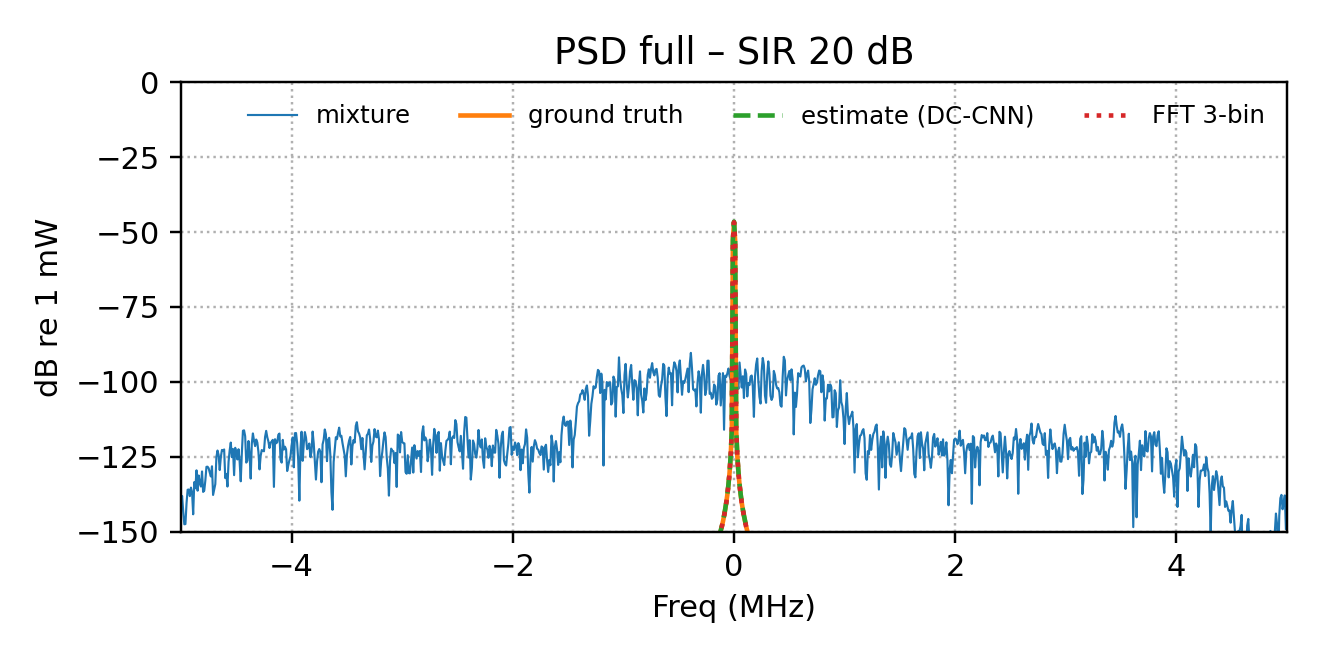 PSD full – SIR 20 dB
mixture ground truth estimate (DC-CNN) FFT 3-bin
0
−25
−50
−75
−100
−125
−150
dB re 1 mW
−4 −2 0 2 4
Freq (MHz)